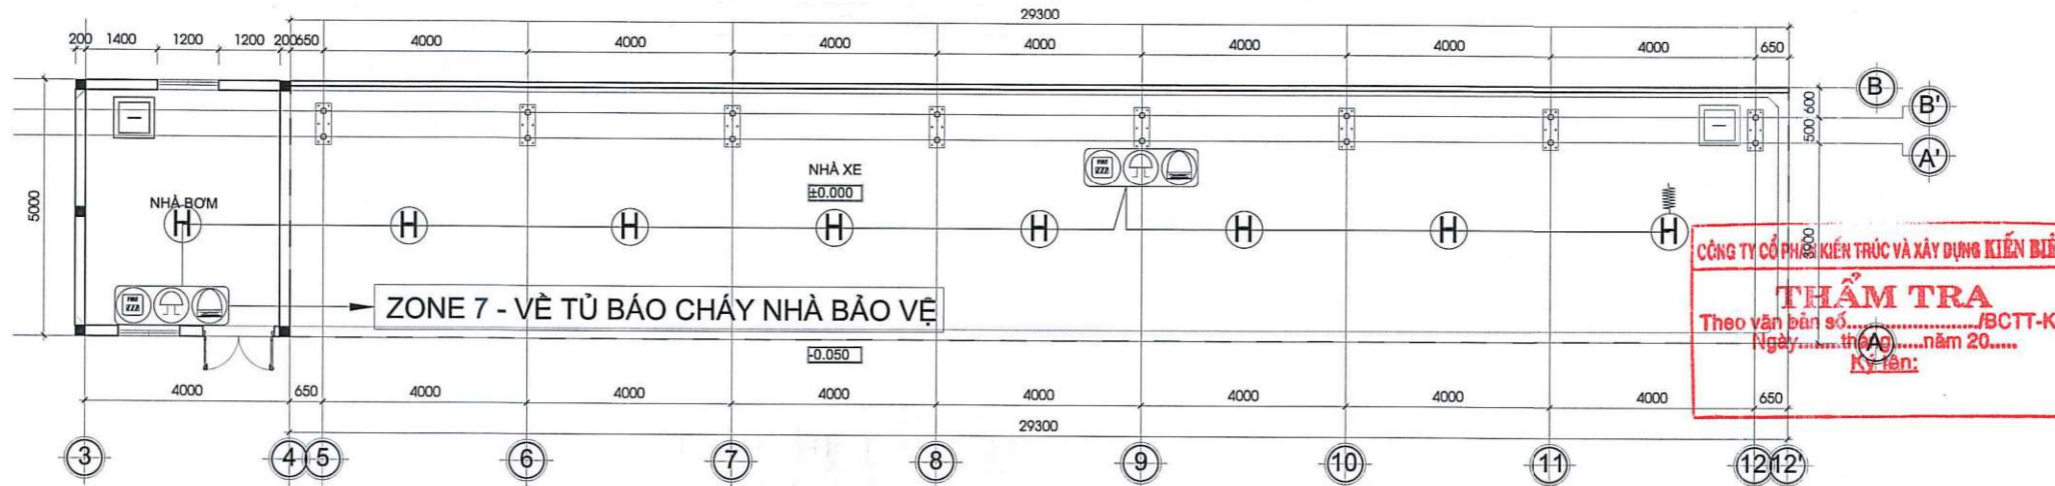 29300
200 1400 1200 1200 200 650 4000 4000 4000 4000 4000 4000 4000 650
B
B'
600
500
A'
5000
NHÀ XE
±0.000
NHÀ BƠM
H H H H H H H H
3900
CÔNG TY CỔ PHẦN KIẾN TRÚC VÀ XÂY DỰNG KIẾN
THẨM TRA
Theo văn bản số....................../BCTT-K
Ngày........tháng......năm 20.....
Ký tên:
A
ZONE 7 - VỀ TỦ BÁO CHÁY NHÀ BẢO VỆ
-0.050
4000 650 4000 4000 4000 4000 4000 4000 4000 650
29300
3 4 5 6 7 8 9 10 11 12 12'